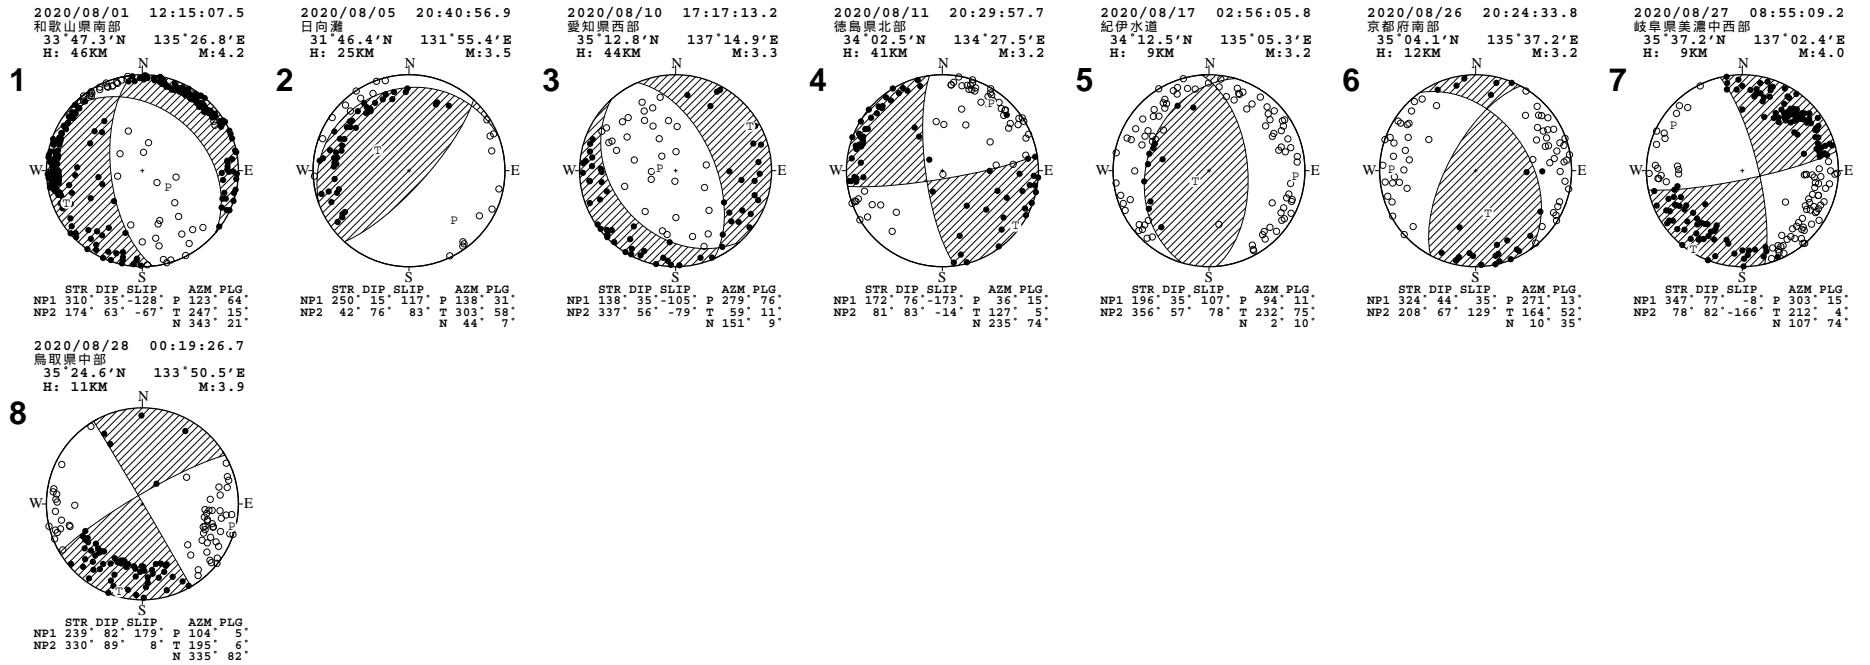 1
2020/08/01 12:15:07.5
和歌山県南部
33°47.3'N 135°26.8'E
H: 46KM M:4.2
N
W
E
S
P
T
STR DIP SLIP AZM PLG
NP1 310° 35°-128° P 123° 64°
NP2 174° 63° -67° T 247° 15°
N 343° 21°
2
2020/08/05 20:40:56.9
日向灘
31°46.4'N 131°55.4'E
H: 25KM M:3.5
N
W
E
S
T
P
STR DIP SLIP AZM PLG
NP1 250° 15° 117° P 138° 31°
NP2 42° 76° 83° T 303° 58°
N 44° 7°
3
2020/08/10 17:17:13.2
愛知県西部
35°12.8'N 137°14.9'E
H: 44KM M:3.3
N
W
E
S
T
P
STR DIP SLIP AZM PLG
NP1 138° 35°-105° P 279° 76°
NP2 337° 56° -79° T 59° 11°
N 151° 9°
4
2020/08/11 20:29:57.7
徳島県北部
34°02.5'N 134°27.5'E
H: 41KM M:3.2
N
W
E
S
P
T
STR DIP SLIP AZM PLG
NP1 172° 76°-173° P 36° 15°
NP2 81° 83° -14° T 127° 5°
N 235° 74°
5
2020/08/17 02:56:05.8
紀伊水道
34°12.5'N 135°05.3'E
H: 9KM M:3.2
N
W
E
S
T
P
STR DIP SLIP AZM PLG
NP1 196° 35° 107° P 94° 11°
NP2 356° 57° 78° T 232° 75°
N 2° 10°
6
2020/08/26 20:24:33.8
京都府南部
35°04.1'N 135°37.2'E
H: 12KM M:3.2
N
W
E
S
P
T
STR DIP SLIP AZM PLG
NP1 324° 44° 35° P 271° 13°
NP2 208° 67° 129° T 164° 52°
N 10° 35°
7
2020/08/27 08:55:09.2
岐阜県美濃中西部
35°37.2'N 137°02.4'E
H: 9KM M:4.0
N
W
E
S
P
T
STR DIP SLIP AZM PLG
NP1 347° 77° -8° P 303° 15°
NP2 78° 82°-166° T 212° 4°
N 107° 74°
8
2020/08/28 00:19:26.7
鳥取県中部
35°24.6'N 133°50.5'E
H: 11KM M:3.9
N
W
E
S
P
T
STR DIP SLIP AZM PLG
NP1 239° 82° 179° P 104° 5°
NP2 330° 89° 8° T 195° 6°
N 335° 82°